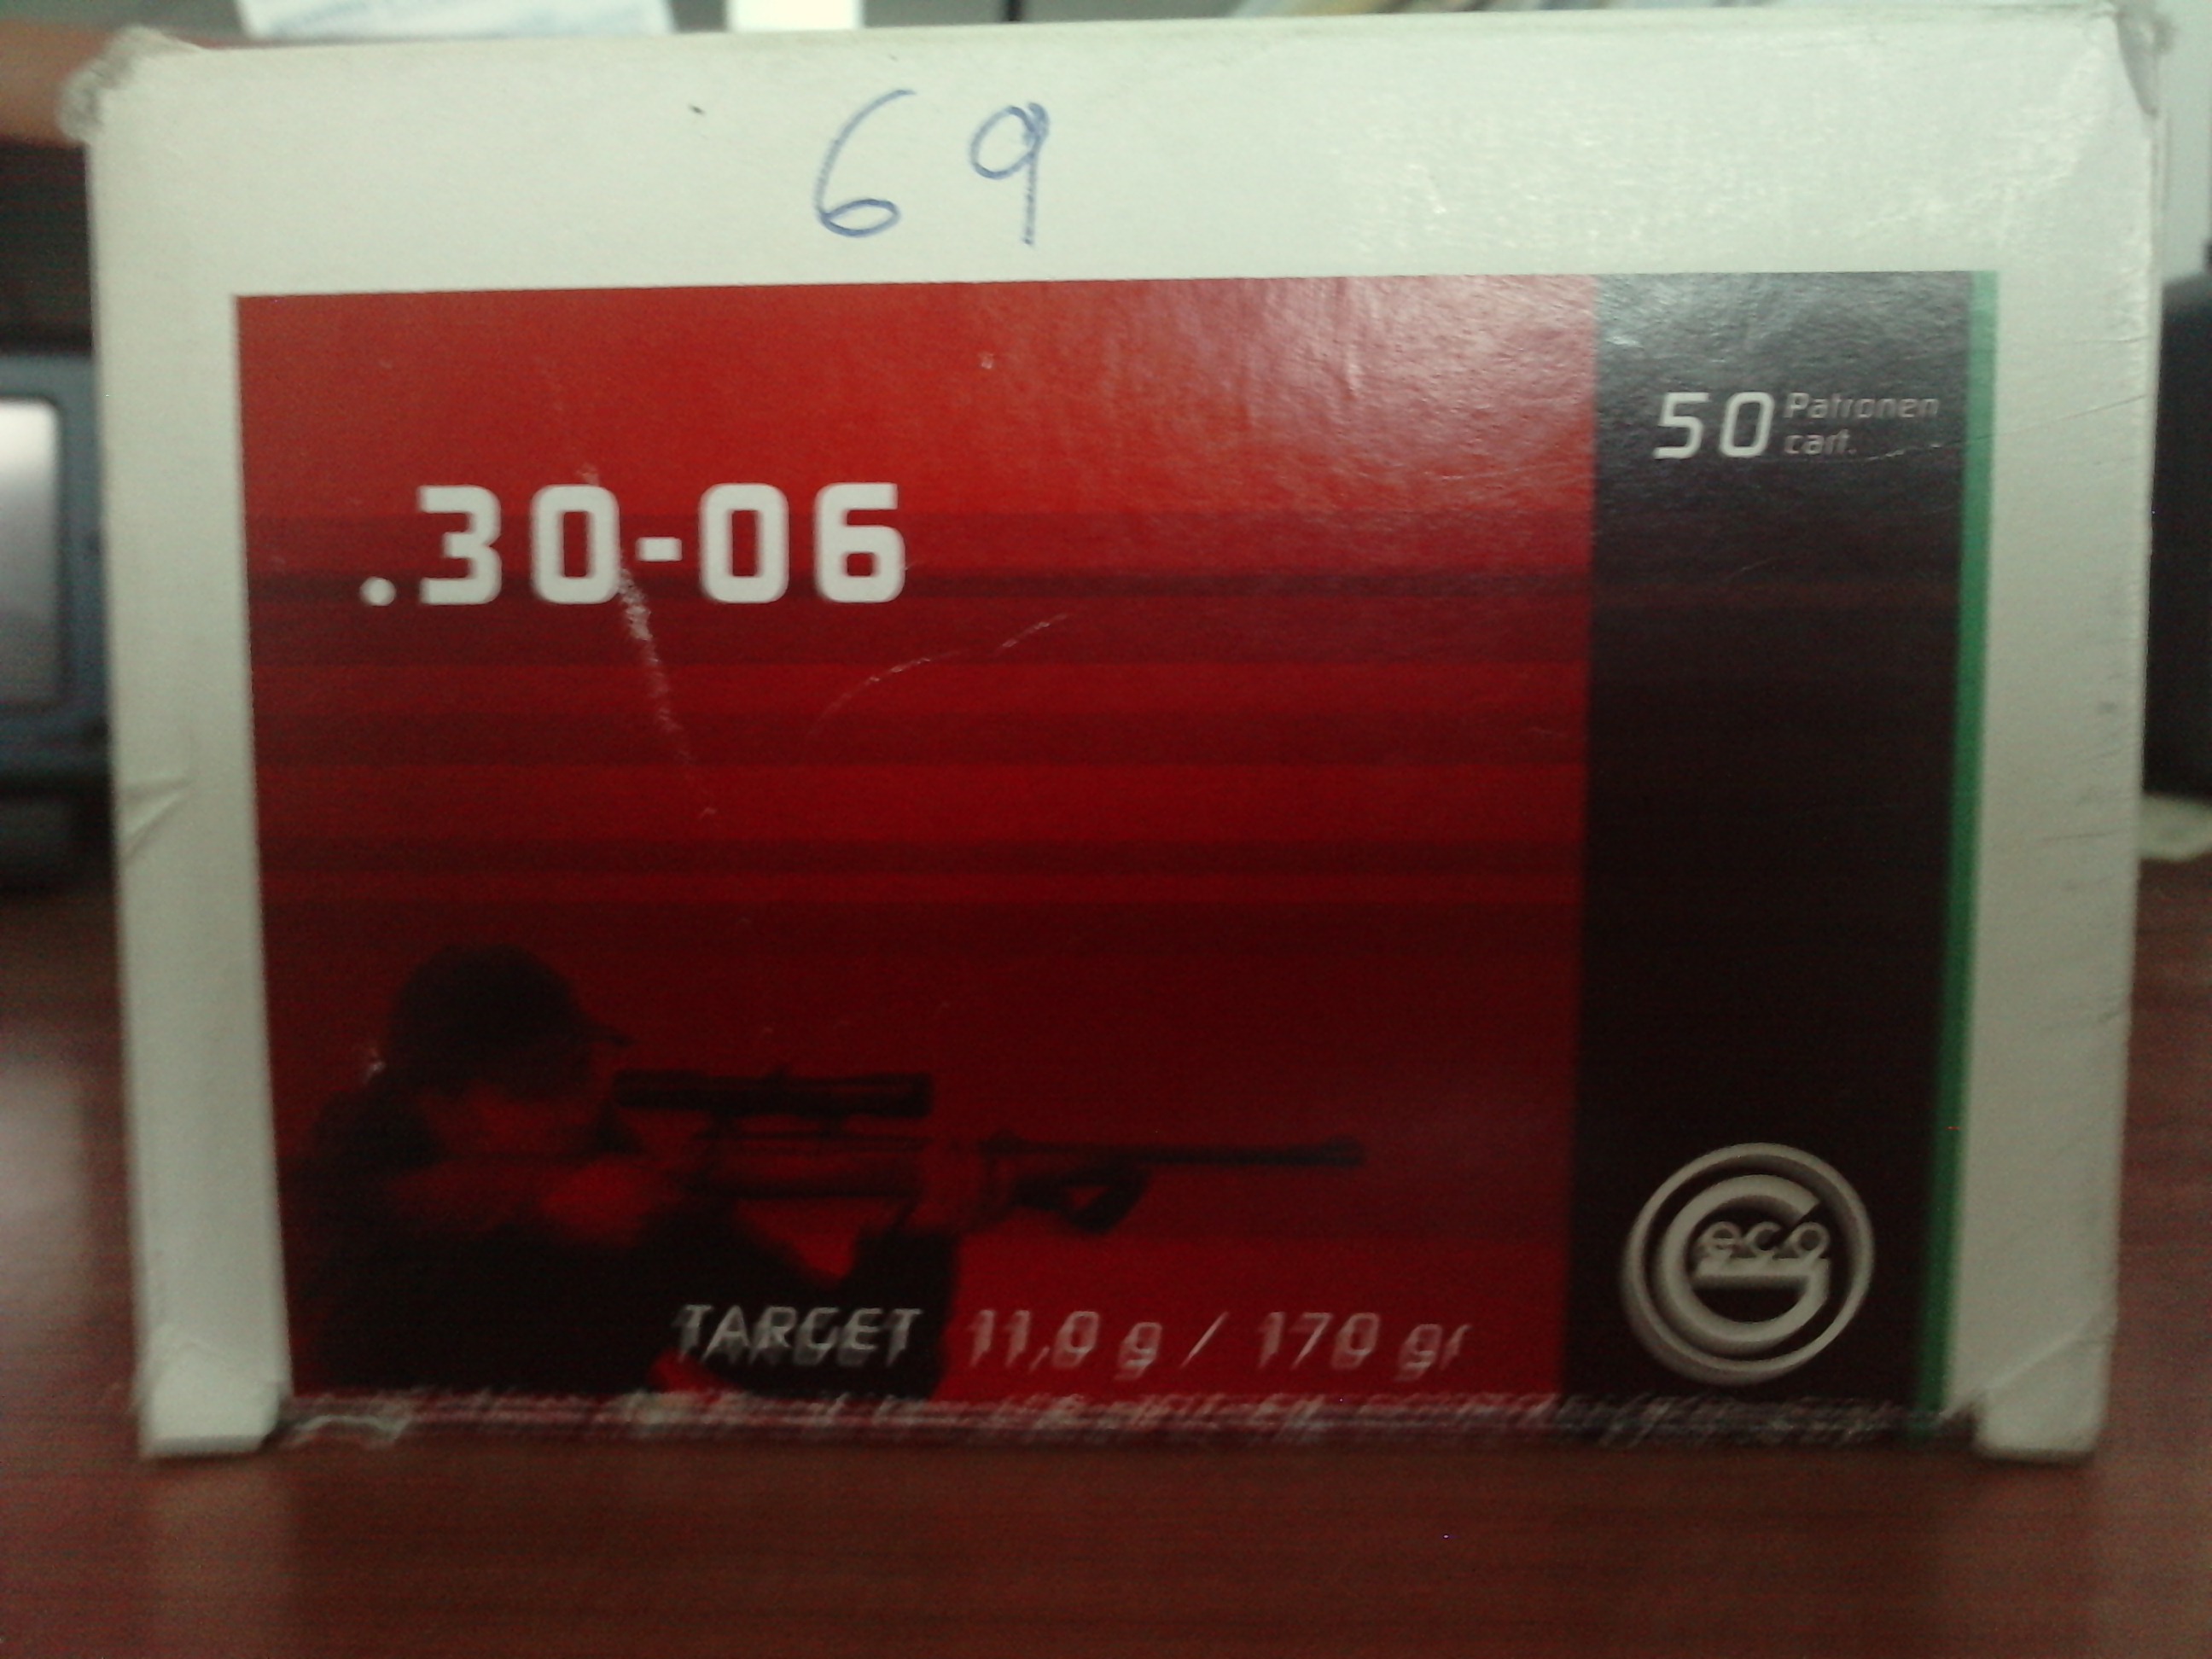 69
50 Patronen
cart.
.30-06
Geco
TARGET 11,0 g / 170 gr